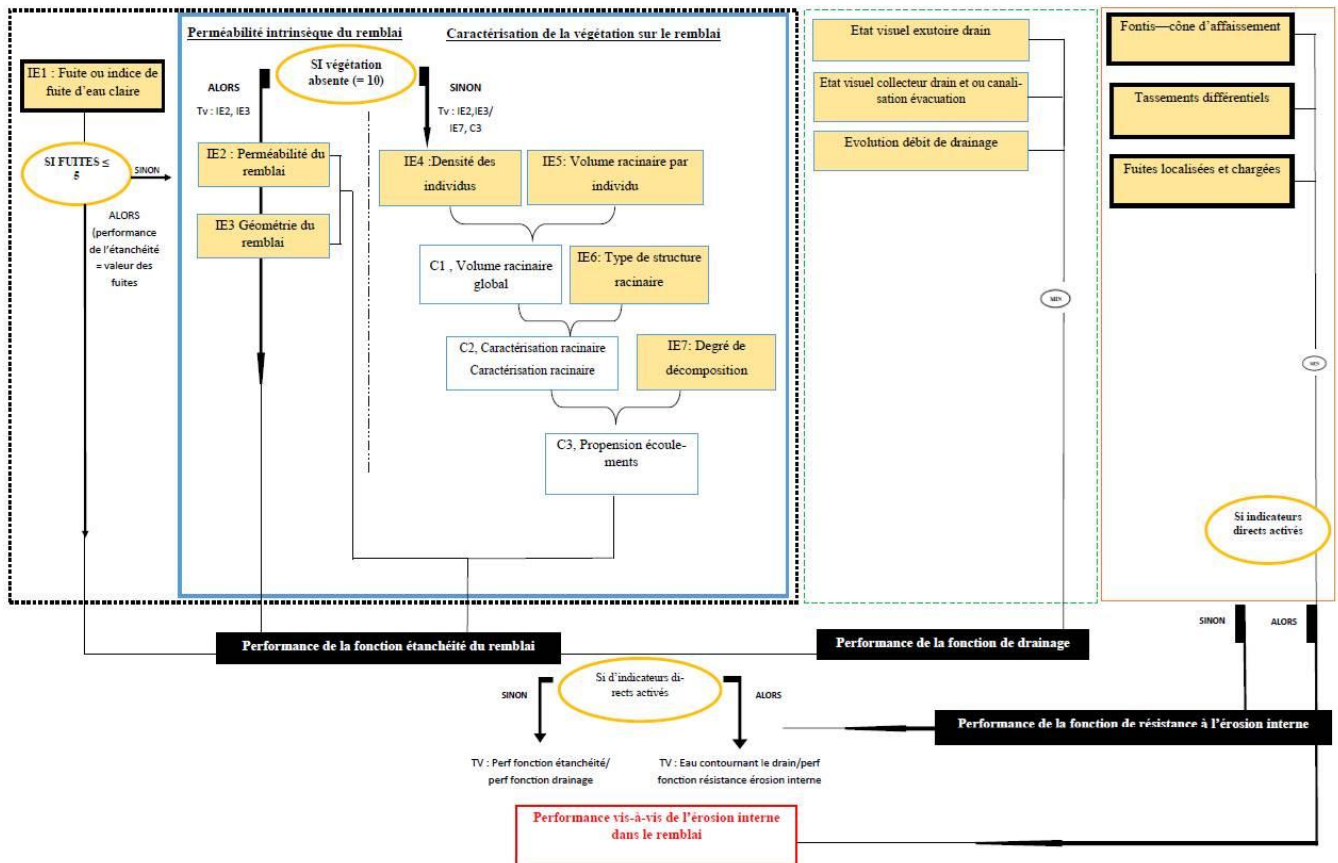 Perméabilité intrinsèque du remblai
Caractérisation de la végétation sur le remblai
IE1 : Fuite ou indice de
fuite d'eau claire
SI FUITES ≤
5
SINON
ALORS
(performance
de l'étanchéité
= valeur des
fuites
SI végétation
absente (= 10)
ALORS
Tv : IE2, IE3
SINON
Tv : IE2,IE3/
IE7, C3
IE2 : Perméabilité du
remblai
IE3 Géométrie du
remblai
IE4 :Densité des
individus
IE5: Volume racinaire par
individu
C1 , Volume racinaire
global
IE6: Type de structure
racinaire
C2, Caractérisation racinaire
Caractérisation racinaire
IE7: Degré de
décomposition
C3, Propension écoule-
ments
Etat visuel exutoire drain
Etat visuel collecteur drain et ou canali-
sation évacuation
Evolution débit de drainage
MIN
Fontis—cône d'affaissement
Tassements différentiels
Fuites localisées et chargées
MIN
Si indicateurs
directs activés
SINON
ALORS
Performance de la fonction étanchéité du remblai
Performance de la fonction de drainage
Si d'indicateurs di-
rects activés
SINON
ALORS
Performance de la fonction de résistance à l'érosion interne
TV : Perf fonction étanchéité/
perf fonction drainage
TV : Eau contournant le drain/perf
fonction résistance érosion interne
Performance vis-à-vis de l'érosion interne
dans le remblai